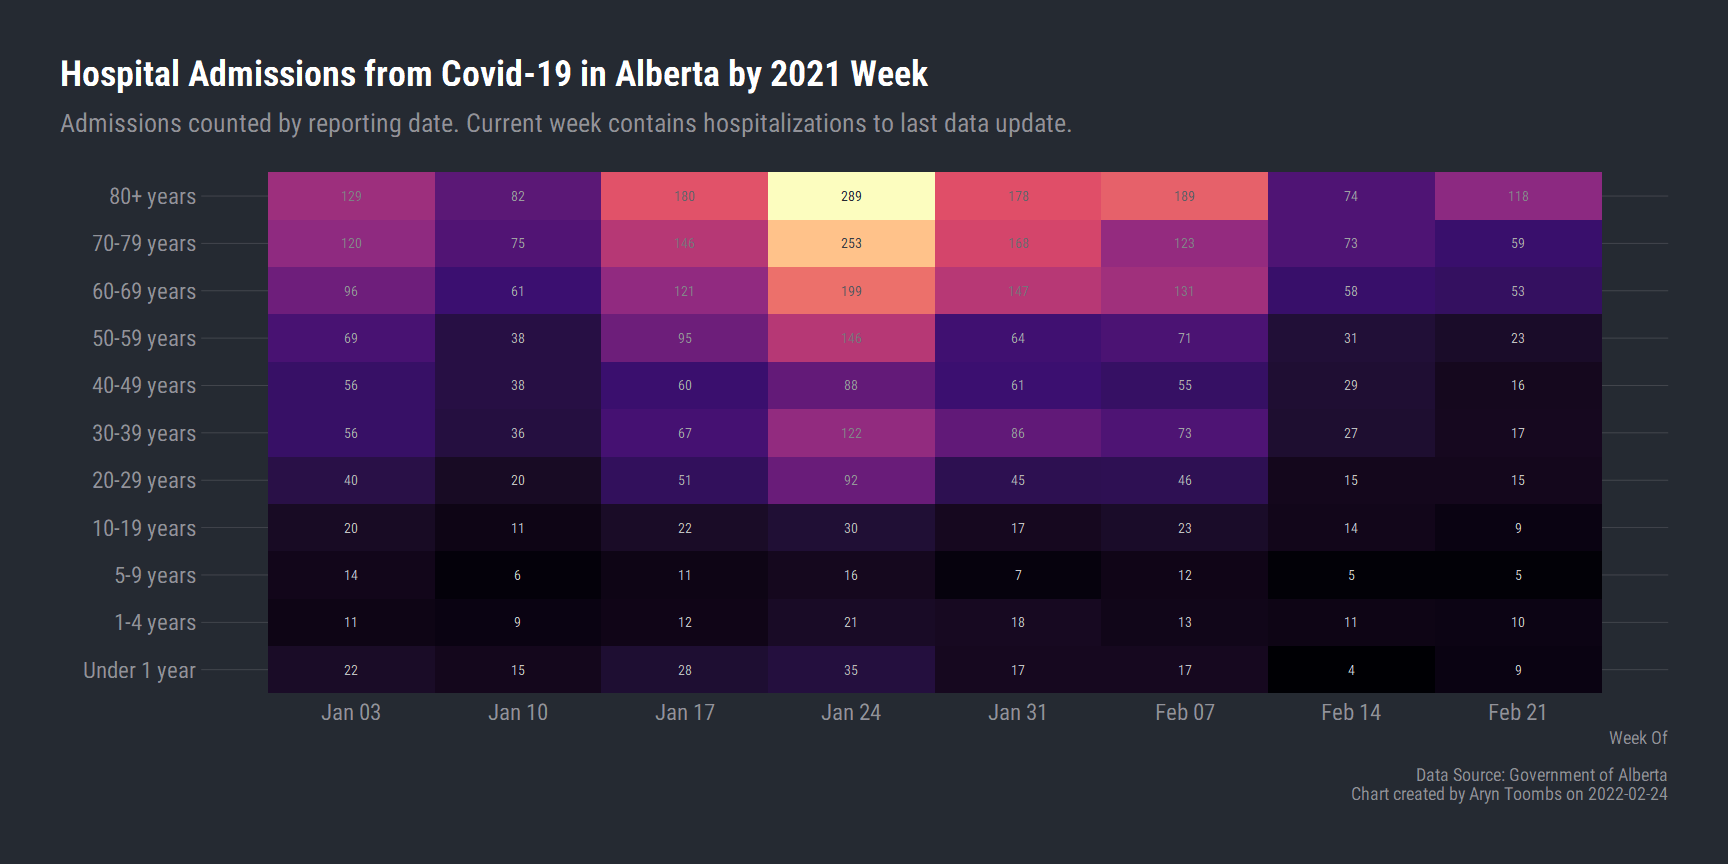 Hospital Admissions from Covid-19 in Alberta by 2021 Week
Admissions counted by reporting date. Current week contains hospitalizations to last data update.
80+ years 129 82 180 289 178 189 74 118
70-79 years 120 75 146 253 168 123 73 59
60-69 years 96 61 121 199 147 131 58 53
50-59 years 69 38 95 146 64 71 31 23
40-49 years 56 38 60 88 61 55 29 16
30-39 years 56 36 67 122 86 73 27 17
20-29 years 40 20 51 92 45 46 15 15
10-19 years 20 11 22 30 17 23 14 9
5-9 years 14 6 11 16 7 12 5 5
1-4 years 11 9 12 21 18 13 11 10
Under 1 year 22 15 28 35 17 17 4 9
Jan 03 Jan 10 Jan 17 Jan 24 Jan 31 Feb 07 Feb 14 Feb 21
Week Of
Data Source: Government of Alberta
Chart created by Aryn Toombs on 2022-02-24